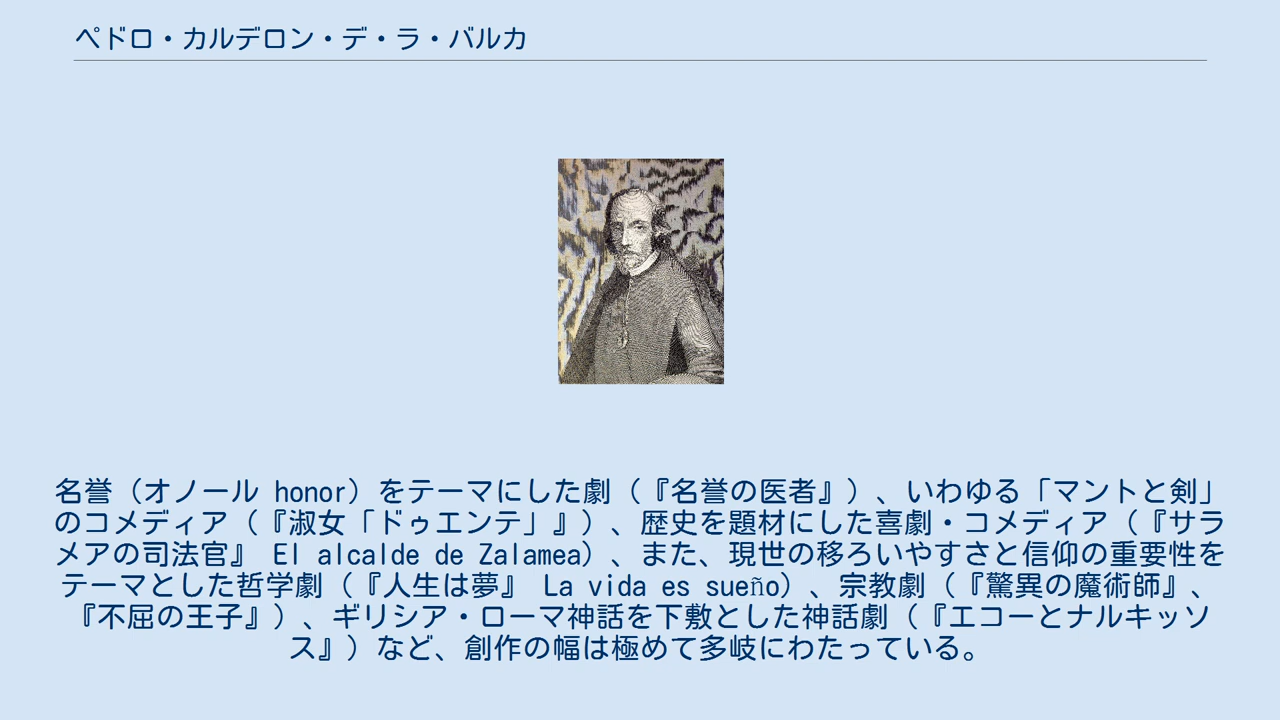 ペドロ・カルデロン・デ・ラ・バルカ
名誉（オノール honor）をテーマにした劇（『名誉の医者』）、いわゆる「マントと剣」
のコメディア（『淑女「ドゥエンテ」』）、歴史を題材にした喜劇・コメディア（『サラ
メアの司法官』 El alcalde de Zalamea）、また、現世の移ろいやすさと信仰の重要性を
テーマとした哲学劇（『人生は夢』 La vida es sueño）、宗教劇（『驚異の魔術師』、
『不屈の王子』）、ギリシア・ローマ神話を下敷とした神話劇（『エコーとナルキッソ
ス』）など、創作の幅は極めて多岐にわたっている。